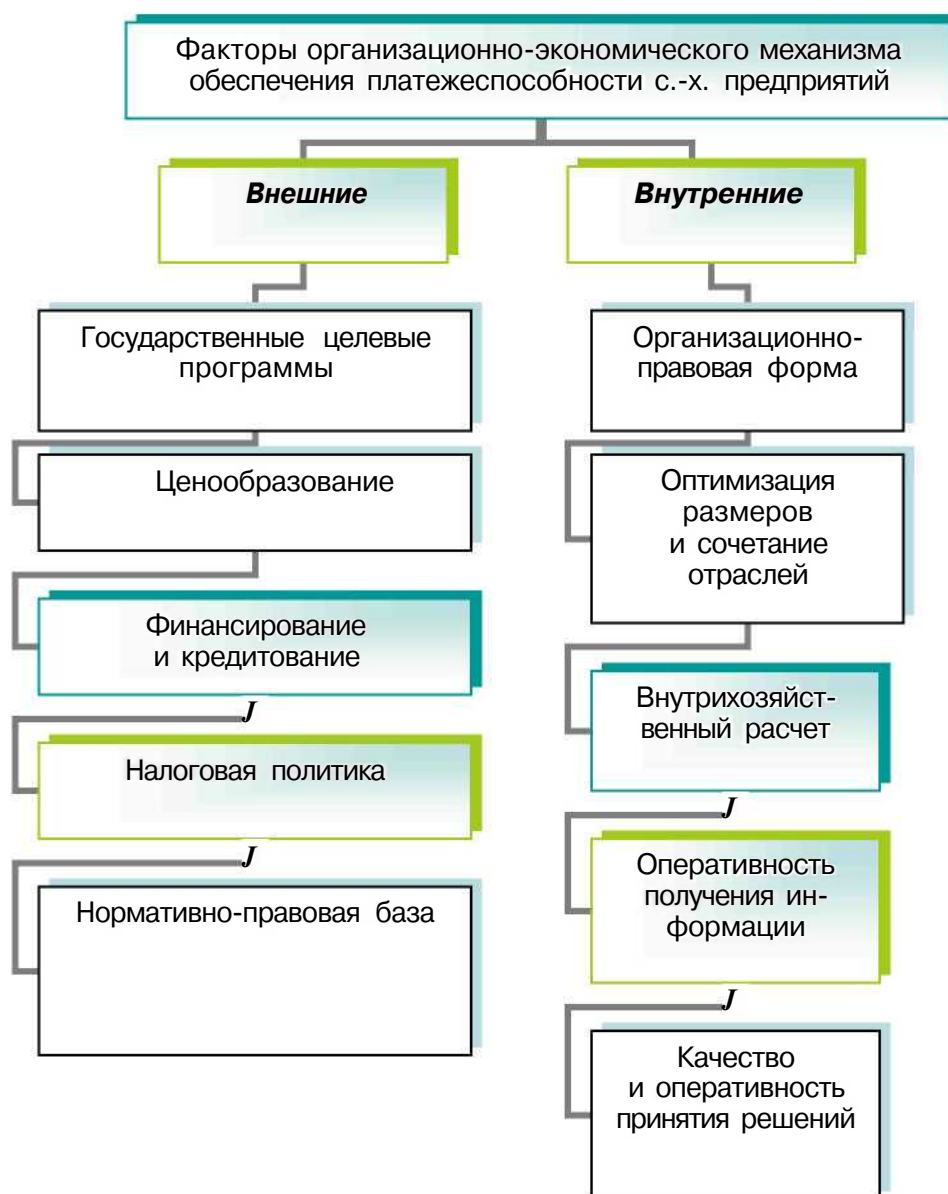 Факторы организационно-экономического механизма
обеспечения платежеспособности с.-х. предприятий
Внешние
Государственные целевые
программы
Ценообразование
Финансирование
и кредитование
J
Налоговая политика
J
Нормативно-правовая база
Внутренние
Организационно-
правовая форма
Оптимизация
размеров
и сочетание
отраслей
Внутрихозяйст-
венный расчет
J
Оперативность
получения ин-
формации
J
Качество
и оперативность
принятия решений